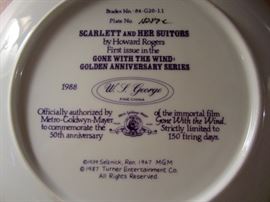 Bradex No. 84-G20-1.1
Plate No.
SCARLETT AND HER SUITORS
by Howard Rogers
First issue in the
GONE WITH THE WIND:
GOLDEN ANNIVERSARY SERIES
1988
W. S. George
FINE CHINA
Officially authorized by
Metro-Goldwyn-Mayer
to commemorate the
50th anniversary
of the immortal film
Gone With the Wind.
Strictly limited to
150 firing days.
©1939 Selznick, Ren. 1967 MGM
©1987 Turner Entertainment Co.
All Rights Reserved.